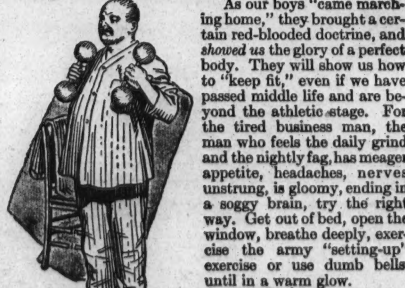 As our boys "came march-
ing home," they brought a cer-
tain red-blooded doctrine, and
showed us the glory of a perfect
body. They will show us how
to "keep fit," even if we have
passed middle life and are be-
yond the athletic stage. For
the tired business man, the
man who feels the daily grind
and the nightly fag, has meager
appetite, headaches, nerves
unstrung, is gloomy, ending in
a soggy brain, try the right
way. Get out of bed, open the
window, breathe deeply, exer-
cise the army "setting-up'
exercise or use dumb bells
until in a warm glow.